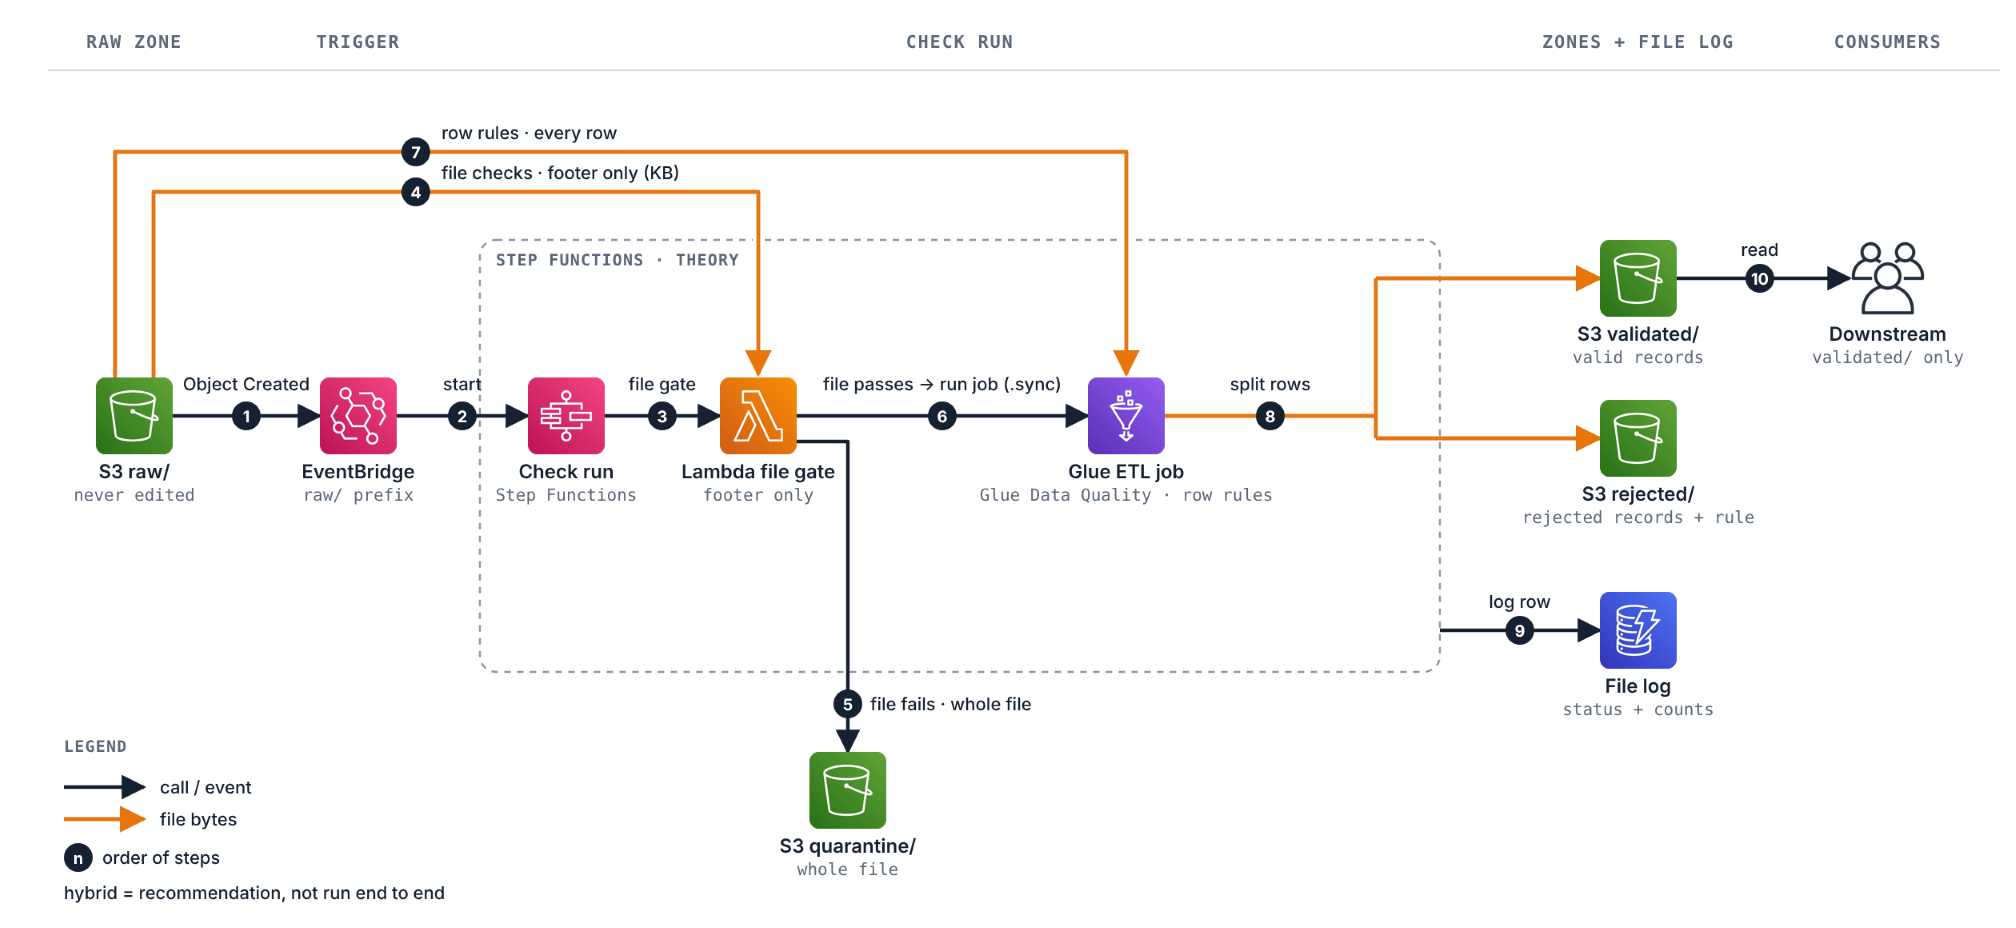 RAW ZONE
TRIGGER
CHECK RUN
ZONES + FILE LOG
CONSUMERS
row rules · every row
7
file checks · footer only (KB)
4
STEP FUNCTIONS · THEORY
read
10
S3 validated/
valid records
Downstream
validated/ only
Object Created
1
start
2
file gate
3
file passes → run job (.sync)
6
split rows
8
S3 raw/
never edited
EventBridge
raw/ prefix
Check run
Step Functions
Lambda file gate
footer only
Glue ETL job
Glue Data Quality · row rules
S3 rejected/
rejected records + rule
log row
9
File log
status + counts
5
file fails · whole file
S3 quarantine/
whole file
LEGEND
call / event
file bytes
n order of steps
hybrid = recommendation, not run end to end